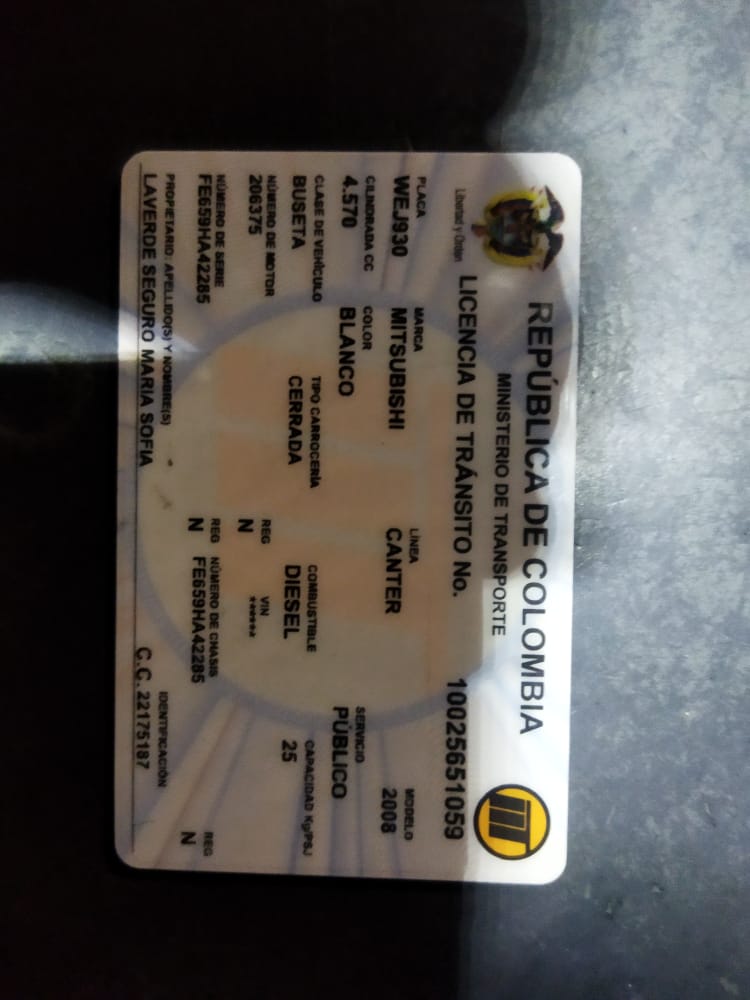 REPÚBLICA DE COLOMBIA
MINISTERIO DE TRANSPORTE
Libertad y Orden
LICENCIA DE TRÁNSITO No. 10025651059
PLACA MARCA LÍNEA MODELO
WEJ930 MITSUBISHI CANTER 2008
CILINDRADA CC COLOR SERVICIO
4.570 BLANCO PÚBLICO
CLASE DE VEHÍCULO TIPO CARROCERÍA COMBUSTIBLE CAPACIDAD Kg/PSJ
BUSETA CERRADA DIESEL 25
NÚMERO DE MOTOR REG VIN
206375 N ******
NÚMERO DE SERIE REG NÚMERO DE CHASIS REG
FE659HA42285 N FE659HA42285 N
PROPIETARIO: APELLIDO(S) Y NOMBRE(S) IDENTIFICACIÓN
LAVERDE SEGURO MARIA SOFIA C.C. 22175187